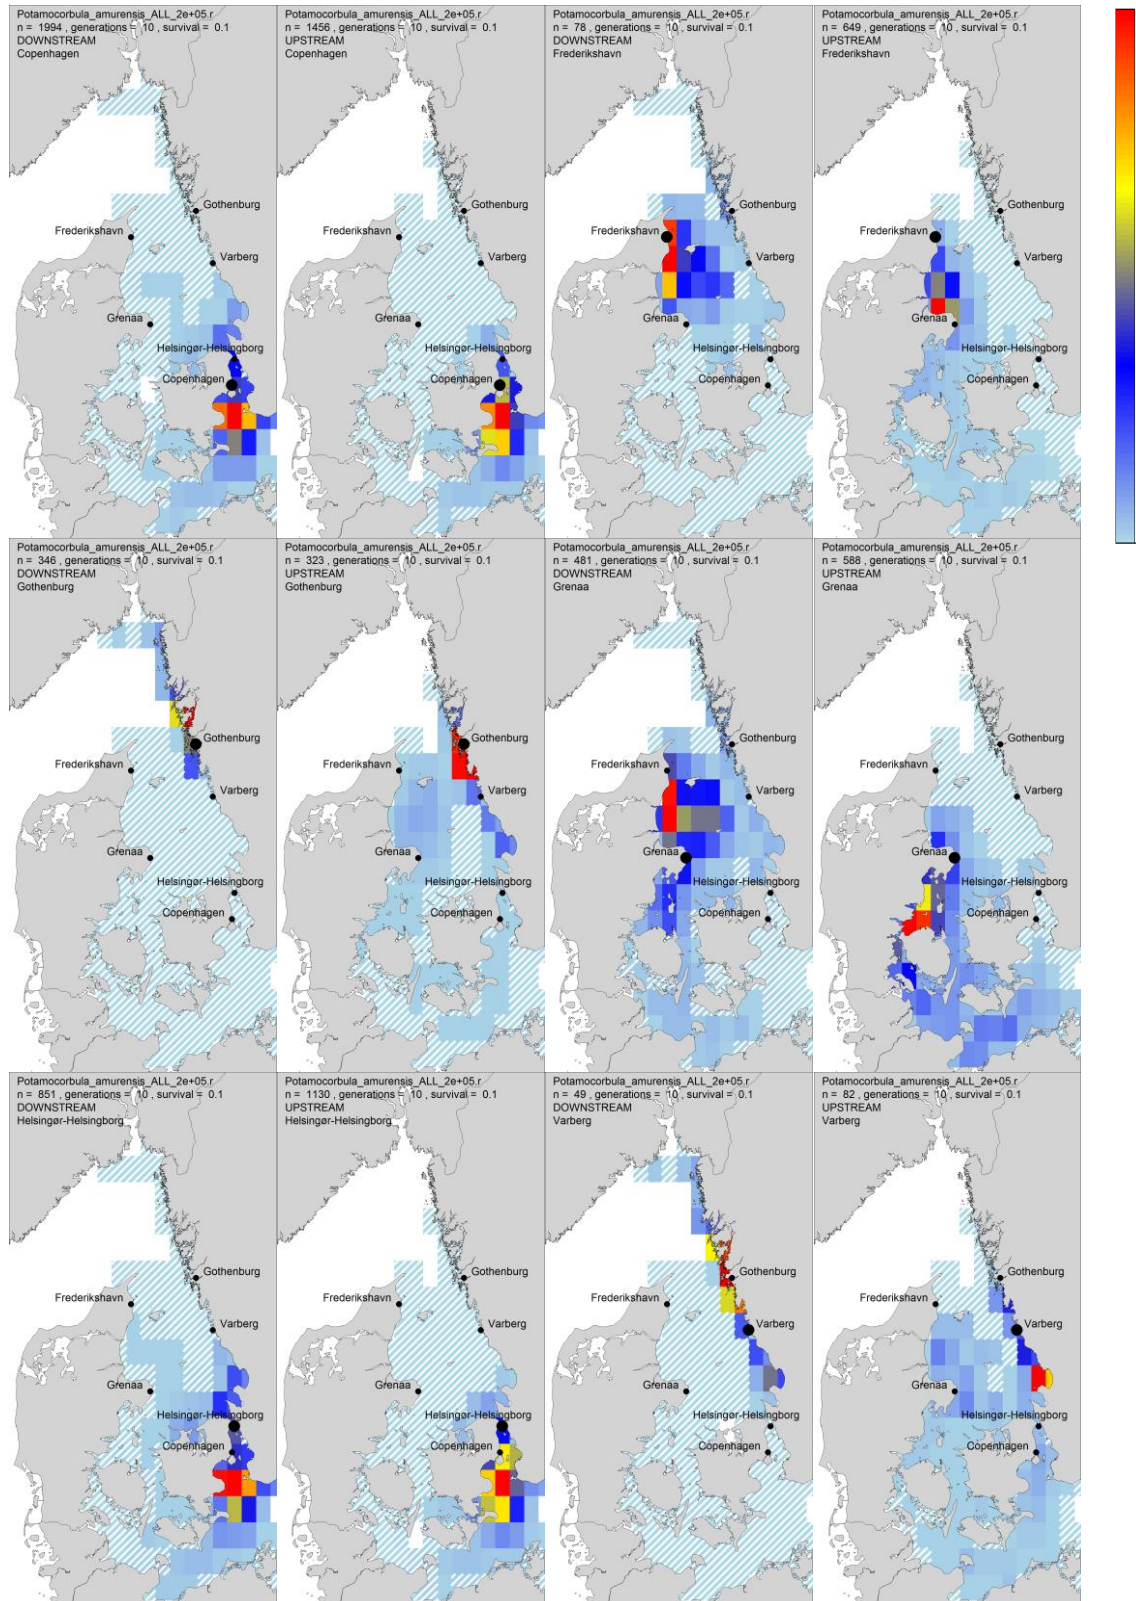 Potamocorbula_amurensis_ALL_2e+05.r
n = 1994 , generations = 10 , survival = 0.1
DOWNSTREAM
Copenhagen
Gothenburg
Frederikshavn
Varberg
Grenaa
Helsingør-Helsingborg
Copenhagen
Potamocorbula_amurensis_ALL_2e+05.r
n = 1456 , generations = 10 , survival = 0.1
UPSTREAM
Copenhagen
Gothenburg
Frederikshavn
Varberg
Grenaa
Helsingør-Helsingborg
Copenhagen
Potamocorbula_amurensis_ALL_2e+05.r
n = 78 , generations = 10 , survival = 0.1
DOWNSTREAM
Frederikshavn
Gothenburg
Frederikshavn
Varberg
Grenaa
Helsingør-Helsingborg
Copenhagen
Potamocorbula_amurensis_ALL_2e+05.r
n = 649 , generations = 10 , survival = 0.1
UPSTREAM
Frederikshavn
Gothenburg
Frederikshavn
Varberg
Grenaa
Helsingør-Helsingborg
Copenhagen
Potamocorbula_amurensis_ALL_2e+05.r
n = 346 , generations = 10 , survival = 0.1
DOWNSTREAM
Gothenburg
Gothenburg
Frederikshavn
Varberg
Grenaa
Helsingør-Helsingborg
Copenhagen
Potamocorbula_amurensis_ALL_2e+05.r
n = 323 , generations = 10 , survival = 0.1
UPSTREAM
Gothenburg
Gothenburg
Frederikshavn
Varberg
Grenaa
Helsingør-Helsingborg
Copenhagen
Potamocorbula_amurensis_ALL_2e+05.r
n = 481 , generations = 10 , survival = 0.1
DOWNSTREAM
Grenaa
Gothenburg
Frederikshavn
Varberg
Grenaa
Helsingør-Helsingborg
Copenhagen
Potamocorbula_amurensis_ALL_2e+05.r
n = 588 , generations = 10 , survival = 0.1
UPSTREAM
Grenaa
Gothenburg
Frederikshavn
Varberg
Grenaa
Helsingør-Helsingborg
Copenhagen
Potamocorbula_amurensis_ALL_2e+05.r
n = 851 , generations = 10 , survival = 0.1
DOWNSTREAM
Helsingør-Helsingborg
Gothenburg
Frederikshavn
Varberg
Grenaa
Helsingør-Helsingborg
Copenhagen
Potamocorbula_amurensis_ALL_2e+05.r
n = 1130 , generations = 10 , survival = 0.1
UPSTREAM
Helsingør-Helsingborg
Gothenburg
Frederikshavn
Varberg
Grenaa
Helsingør-Helsingborg
Copenhagen
Potamocorbula_amurensis_ALL_2e+05.r
n = 49 , generations = 10 , survival = 0.1
DOWNSTREAM
Varberg
Gothenburg
Frederikshavn
Varberg
Grenaa
Helsingør-Helsingborg
Copenhagen
Potamocorbula_amurensis_ALL_2e+05.r
n = 82 , generations = 10 , survival = 0.1
UPSTREAM
Varberg
Gothenburg
Frederikshavn
Varberg
Grenaa
Helsingør-Helsingborg
Copenhagen